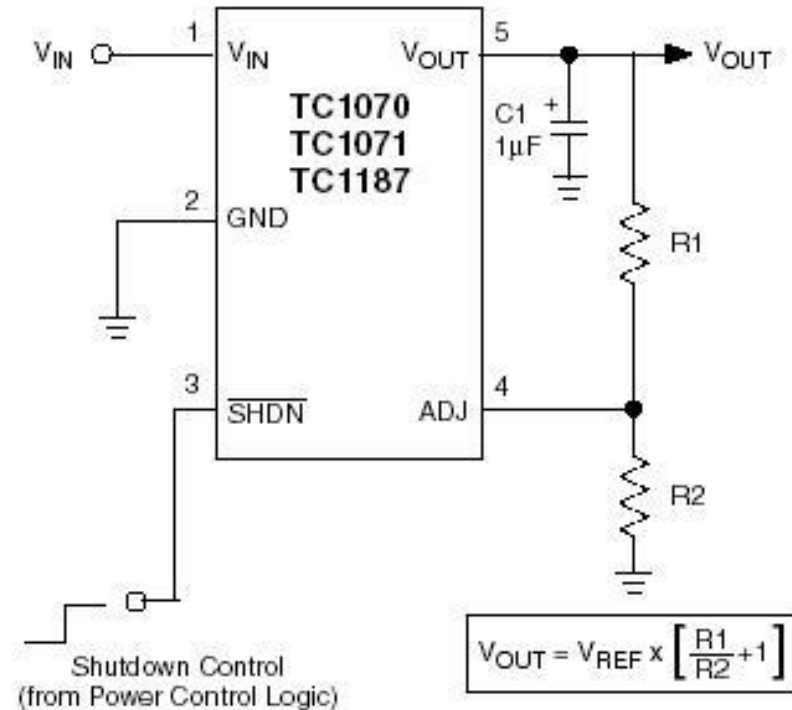 1
5
V_IN
V_IN
V_OUT
V_OUT
TC1070
TC1071
TC1187
C1
+
1µF
2
GND
R1
3
SHDN
4
ADJ
R2
V_OUT = V_REF x [R1/R2 +1]
Shutdown Control
(from Power Control Logic)